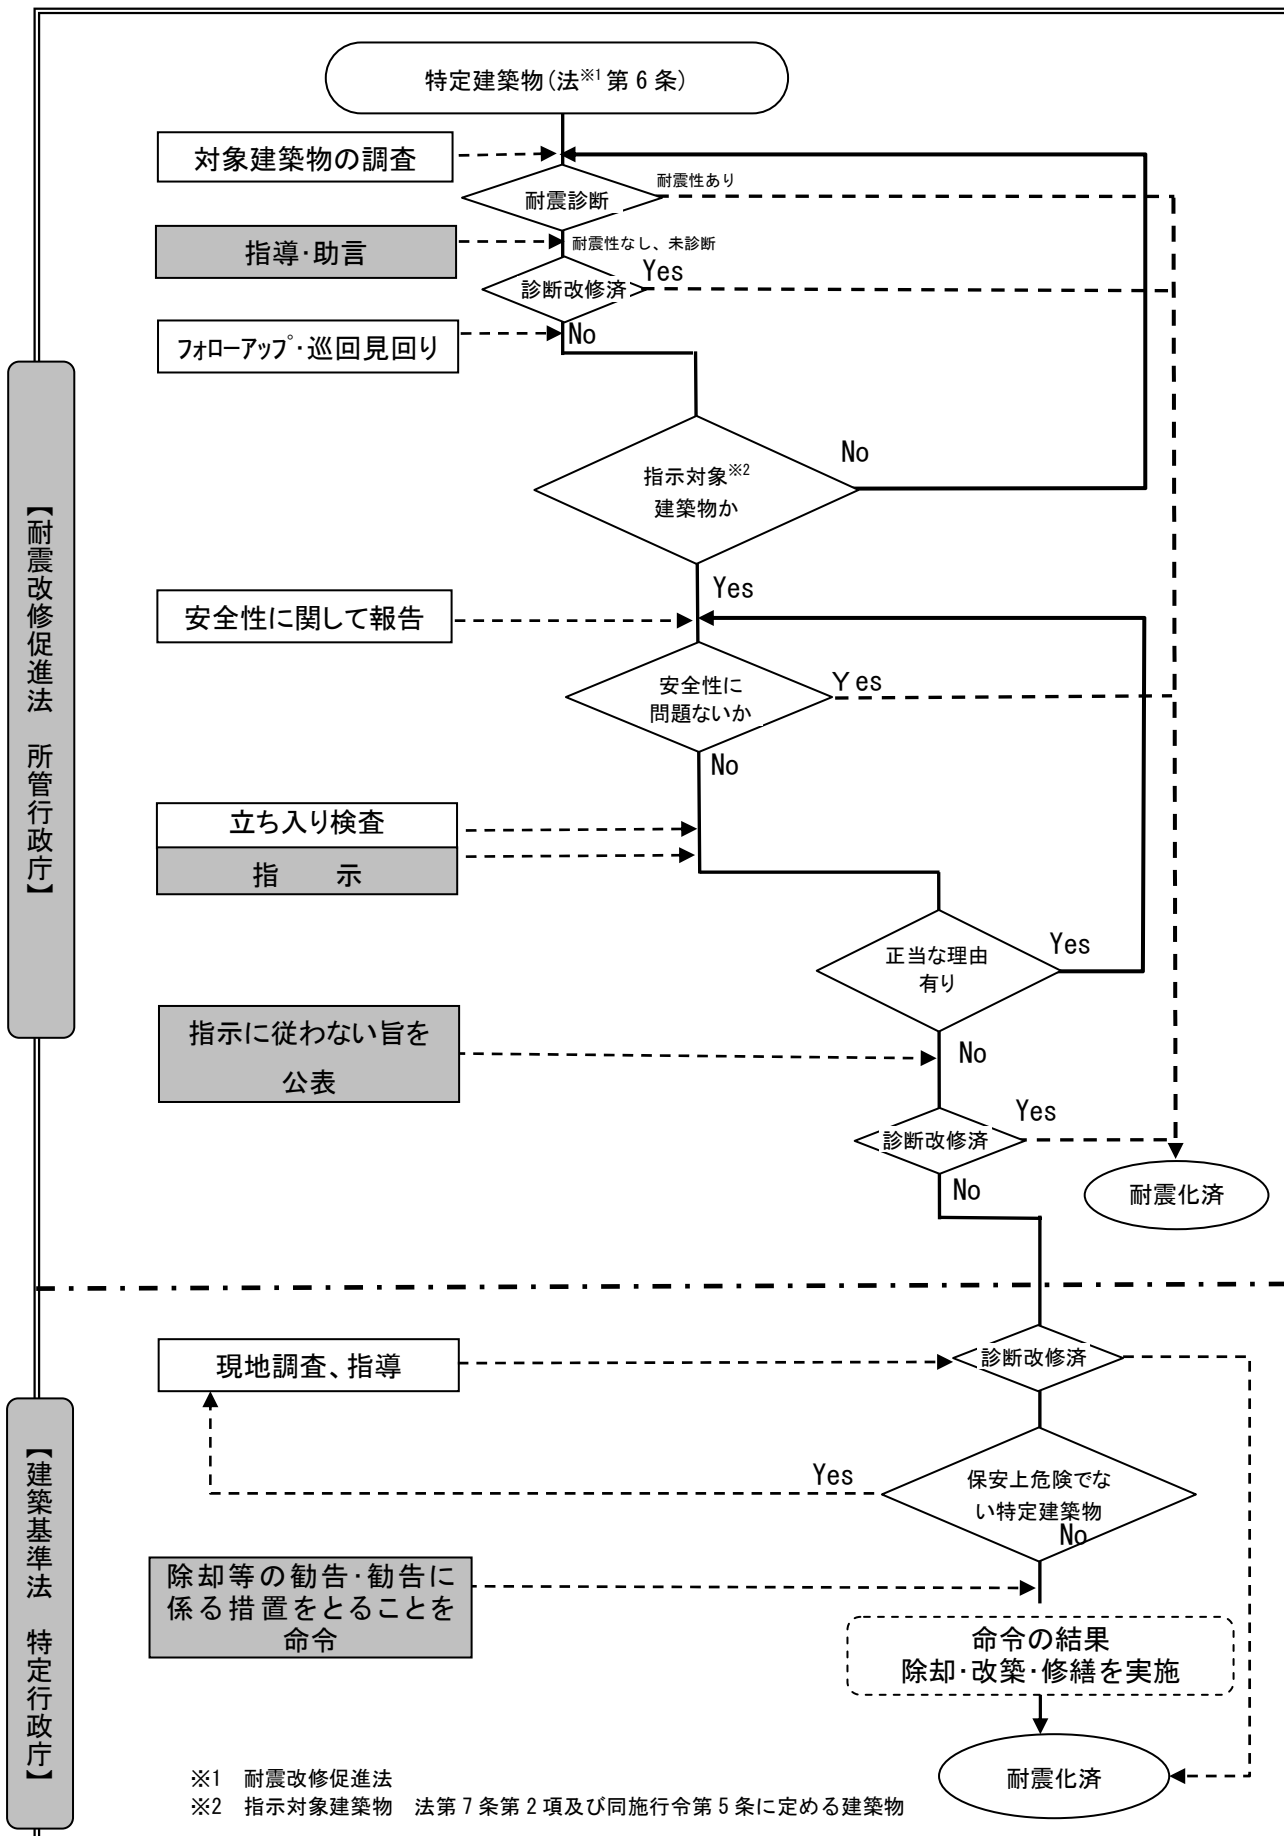 特定建築物(法※1第6条)
対象建築物の調査
耐震性あり
耐震診断
指導・助言
耐震性なし、未診断
Yes
診断改修済
No
フォローアップ・巡回見回り
No
指示対象※2
建築物か
Yes
安全性に関して報告
安全性に
問題ないか
Yes
No
立ち入り検査
指　示
正当な理由
有り
Yes
指示に従わない旨を
公表
No
Yes
診断改修済
No
耐震化済
【耐震改修促進法　所管行政庁】
現地調査、指導
診断改修済
Yes
保安上危険でな
い特定建築物
No
除却等の勧告・勧告に
係る措置をとることを
命令
命令の結果
除却・改築・修繕を実施
耐震化済
【建築基準法　特定行政庁】
※1　耐震改修促進法
※2　指示対象建築物　法第7条第2項及び同施行令第5条に定める建築物